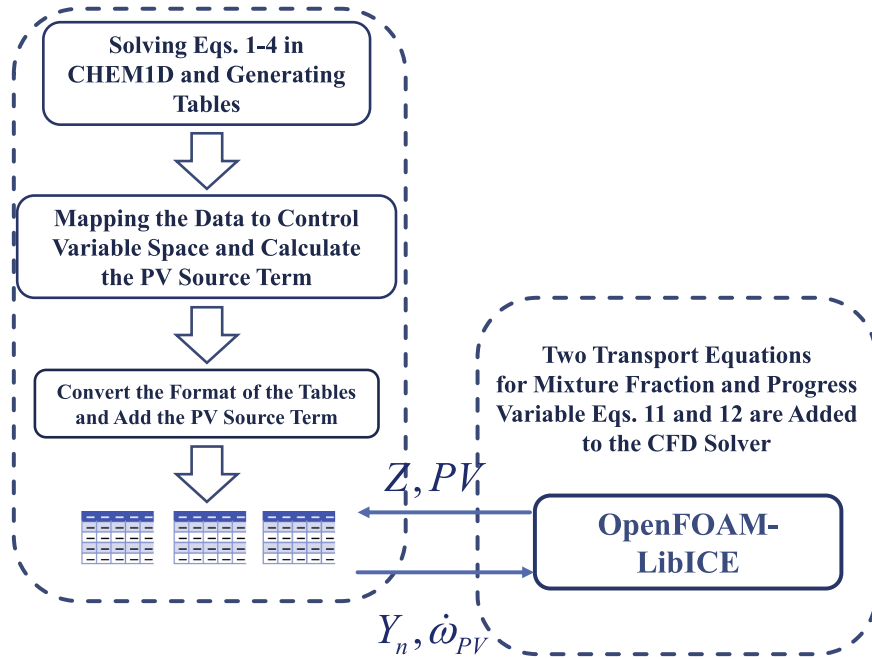 Solving Eqs. 1-4 in
CHEM1D and Generating
Tables
Mapping the Data to Control
Variable Space and Calculate
the PV Source Term
Convert the Format of the Tables
and Add the PV Source Term
Two Transport Equations
for Mixture Fraction and Progress
Variable Eqs. 11 and 12 are Added
to the CFD Solver
Z, PV
OpenFOAM-
LibICE
Yₙ, ω̇_PV